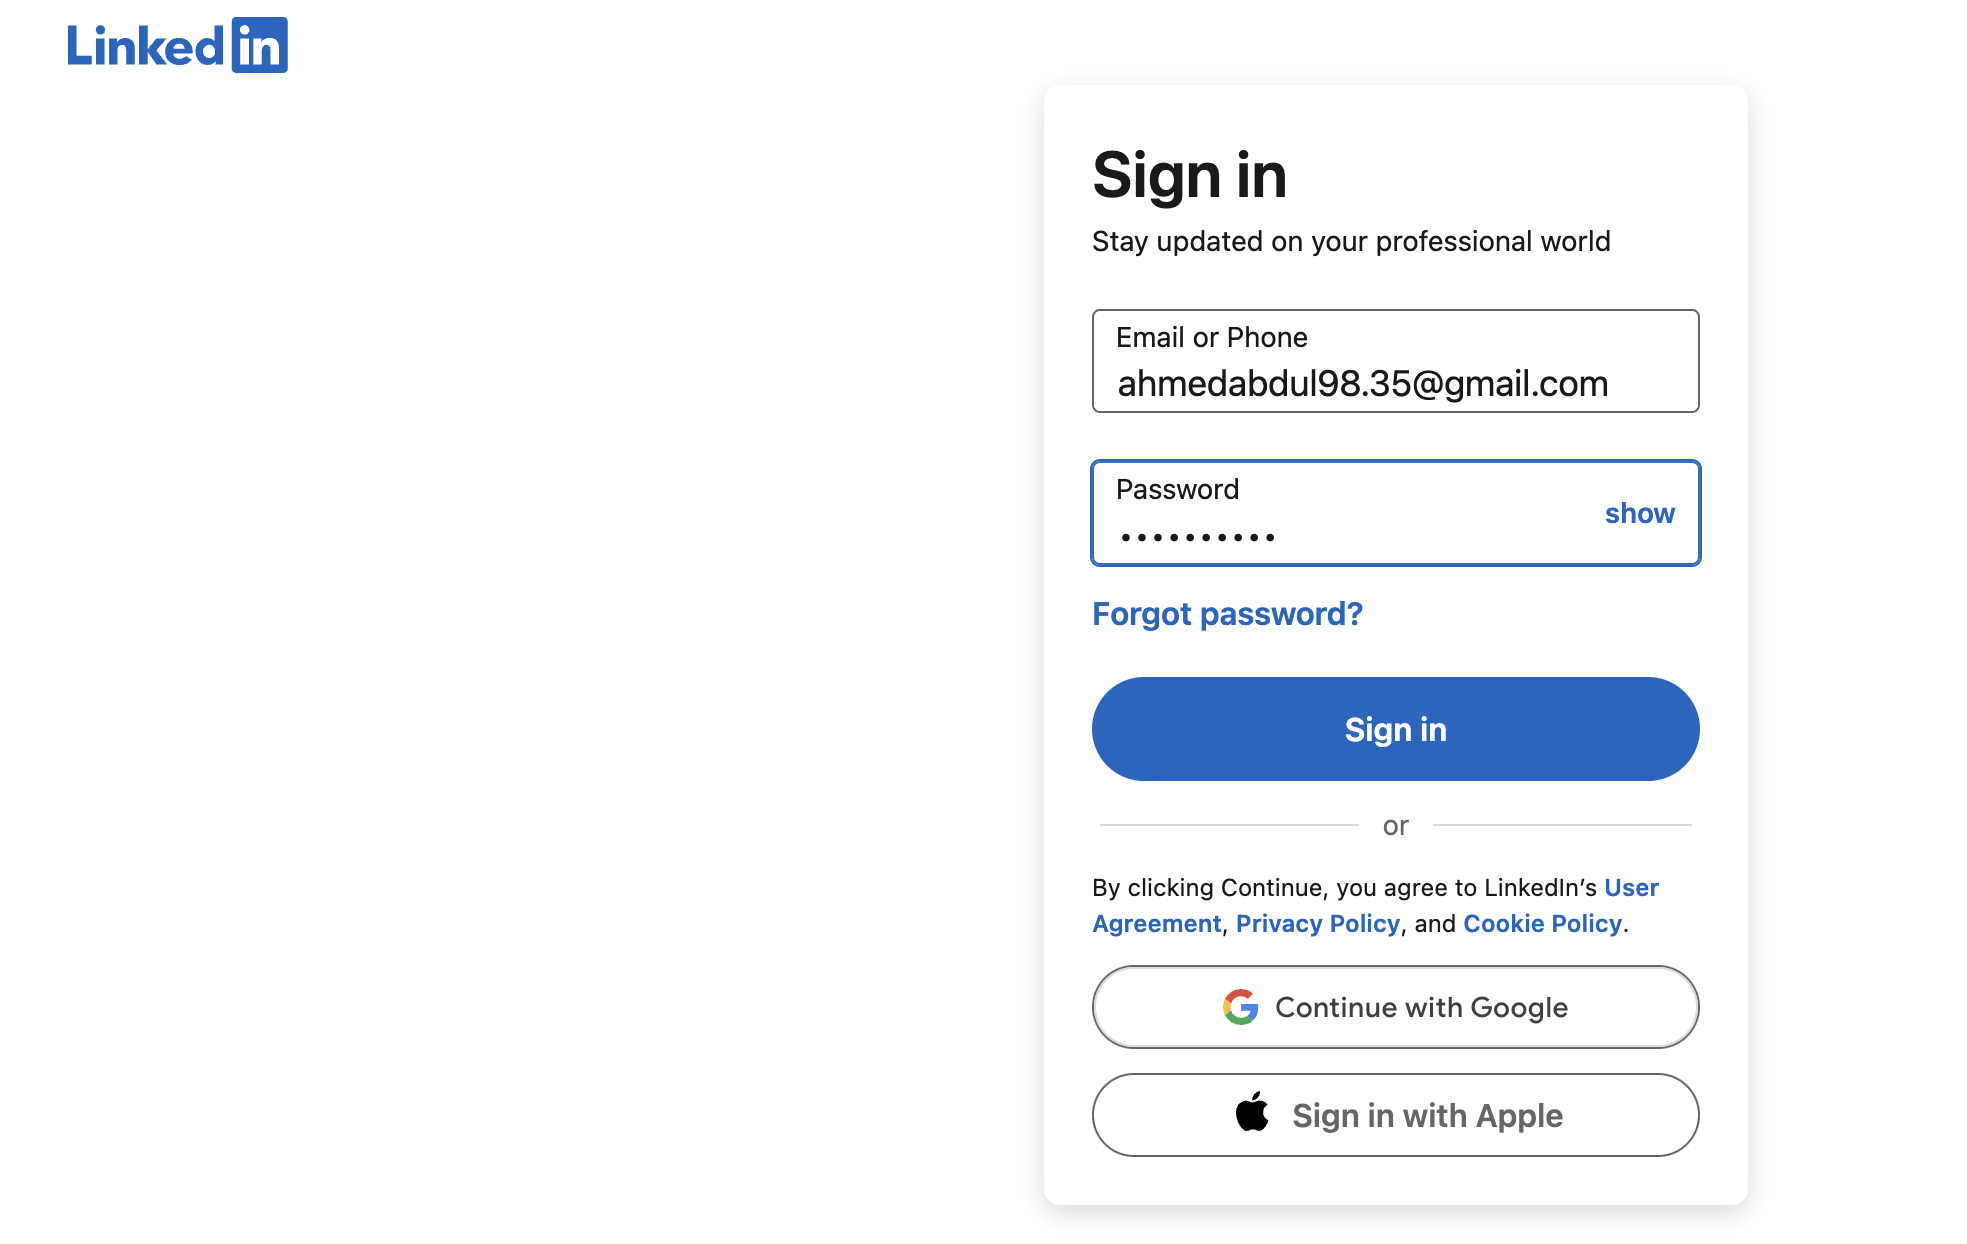 LinkedIn
Sign in
Stay updated on your professional world
Email or Phone
ahmedabdul98.35@gmail.com
Password
••••••••••
show
Forgot password?
Sign in
or
By clicking Continue, you agree to LinkedIn’s User
Agreement, Privacy Policy, and Cookie Policy.
Continue with Google
Sign in with Apple